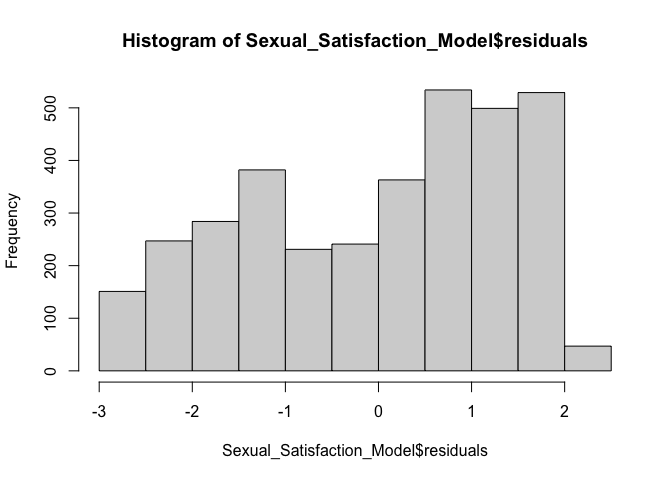 Histogram of Sexual_Satisfaction_Model$residuals
Frequency
500
400
300
200
100
0
-3 -2 -1 0 1 2
Sexual_Satisfaction_Model$residuals